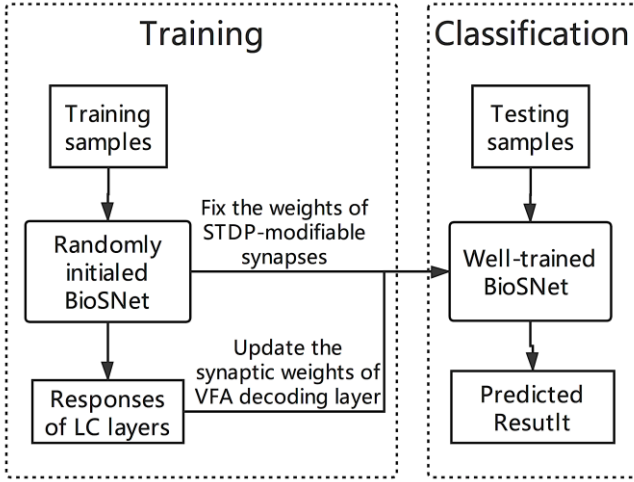 Training
Training
samples
Randomly
initialed
BioSNet
Responses
of LC layers
Fix the weights of
STDP-modifiable
synapses
Update the
synaptic weights of
VFA decoding layer
Classification
Testing
samples
Well-trained
BioSNet
Predicted
Resutlt